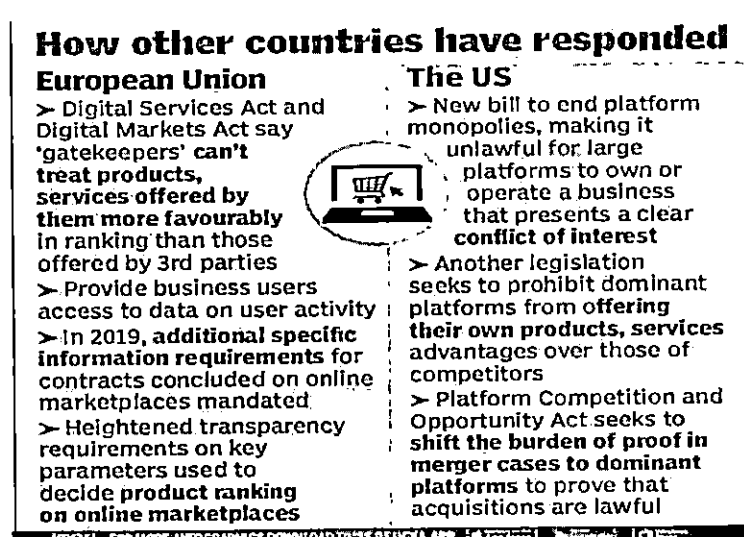 How other countries have responded
European Union
➤ Digital Services Act and
Digital Markets Act say
'gatekeepers' can't
treat products,
services offered by
them more favourably
in ranking than those
offered by 3rd parties
➤ Provide business users
access to data on user activity
➤ In 2019, additional specific
information requirements for
contracts concluded on online
marketplaces mandated
➤ Heightened transparency
requirements on key
parameters used to
decide product ranking
on online marketplaces
The US
➤ New bill to end platform
monopolies, making it
unlawful for large
platforms to own or
operate a business
that presents a clear
conflict of interest
➤ Another legislation
seeks to prohibit dominant
platforms from offering
their own products, services
advantages over those of
competitors
➤ Platform Competition and
Opportunity Act seeks to
shift the burden of proof in
merger cases to dominant
platforms to prove that
acquisitions are lawful